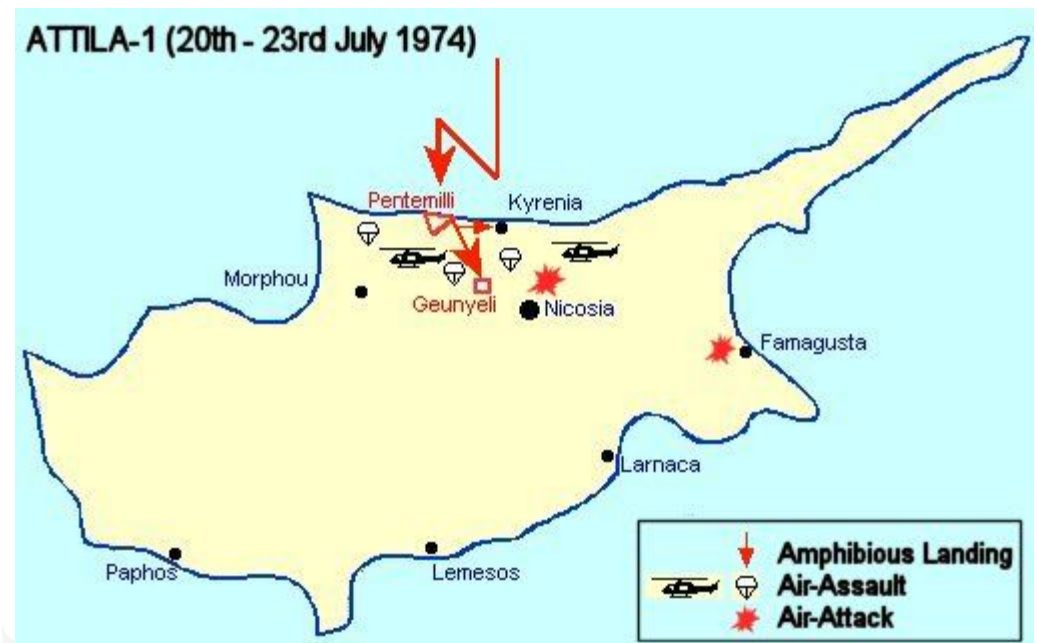 ATTILA-1 (20th - 23rd July 1974)
Pentemilli
Kyrenia
Morphou
Geunyeli
Nicosia
Famagusta
Larnaca
Paphos
Lemesos
Amphibious Landing
Air-Assault
Air-Attack